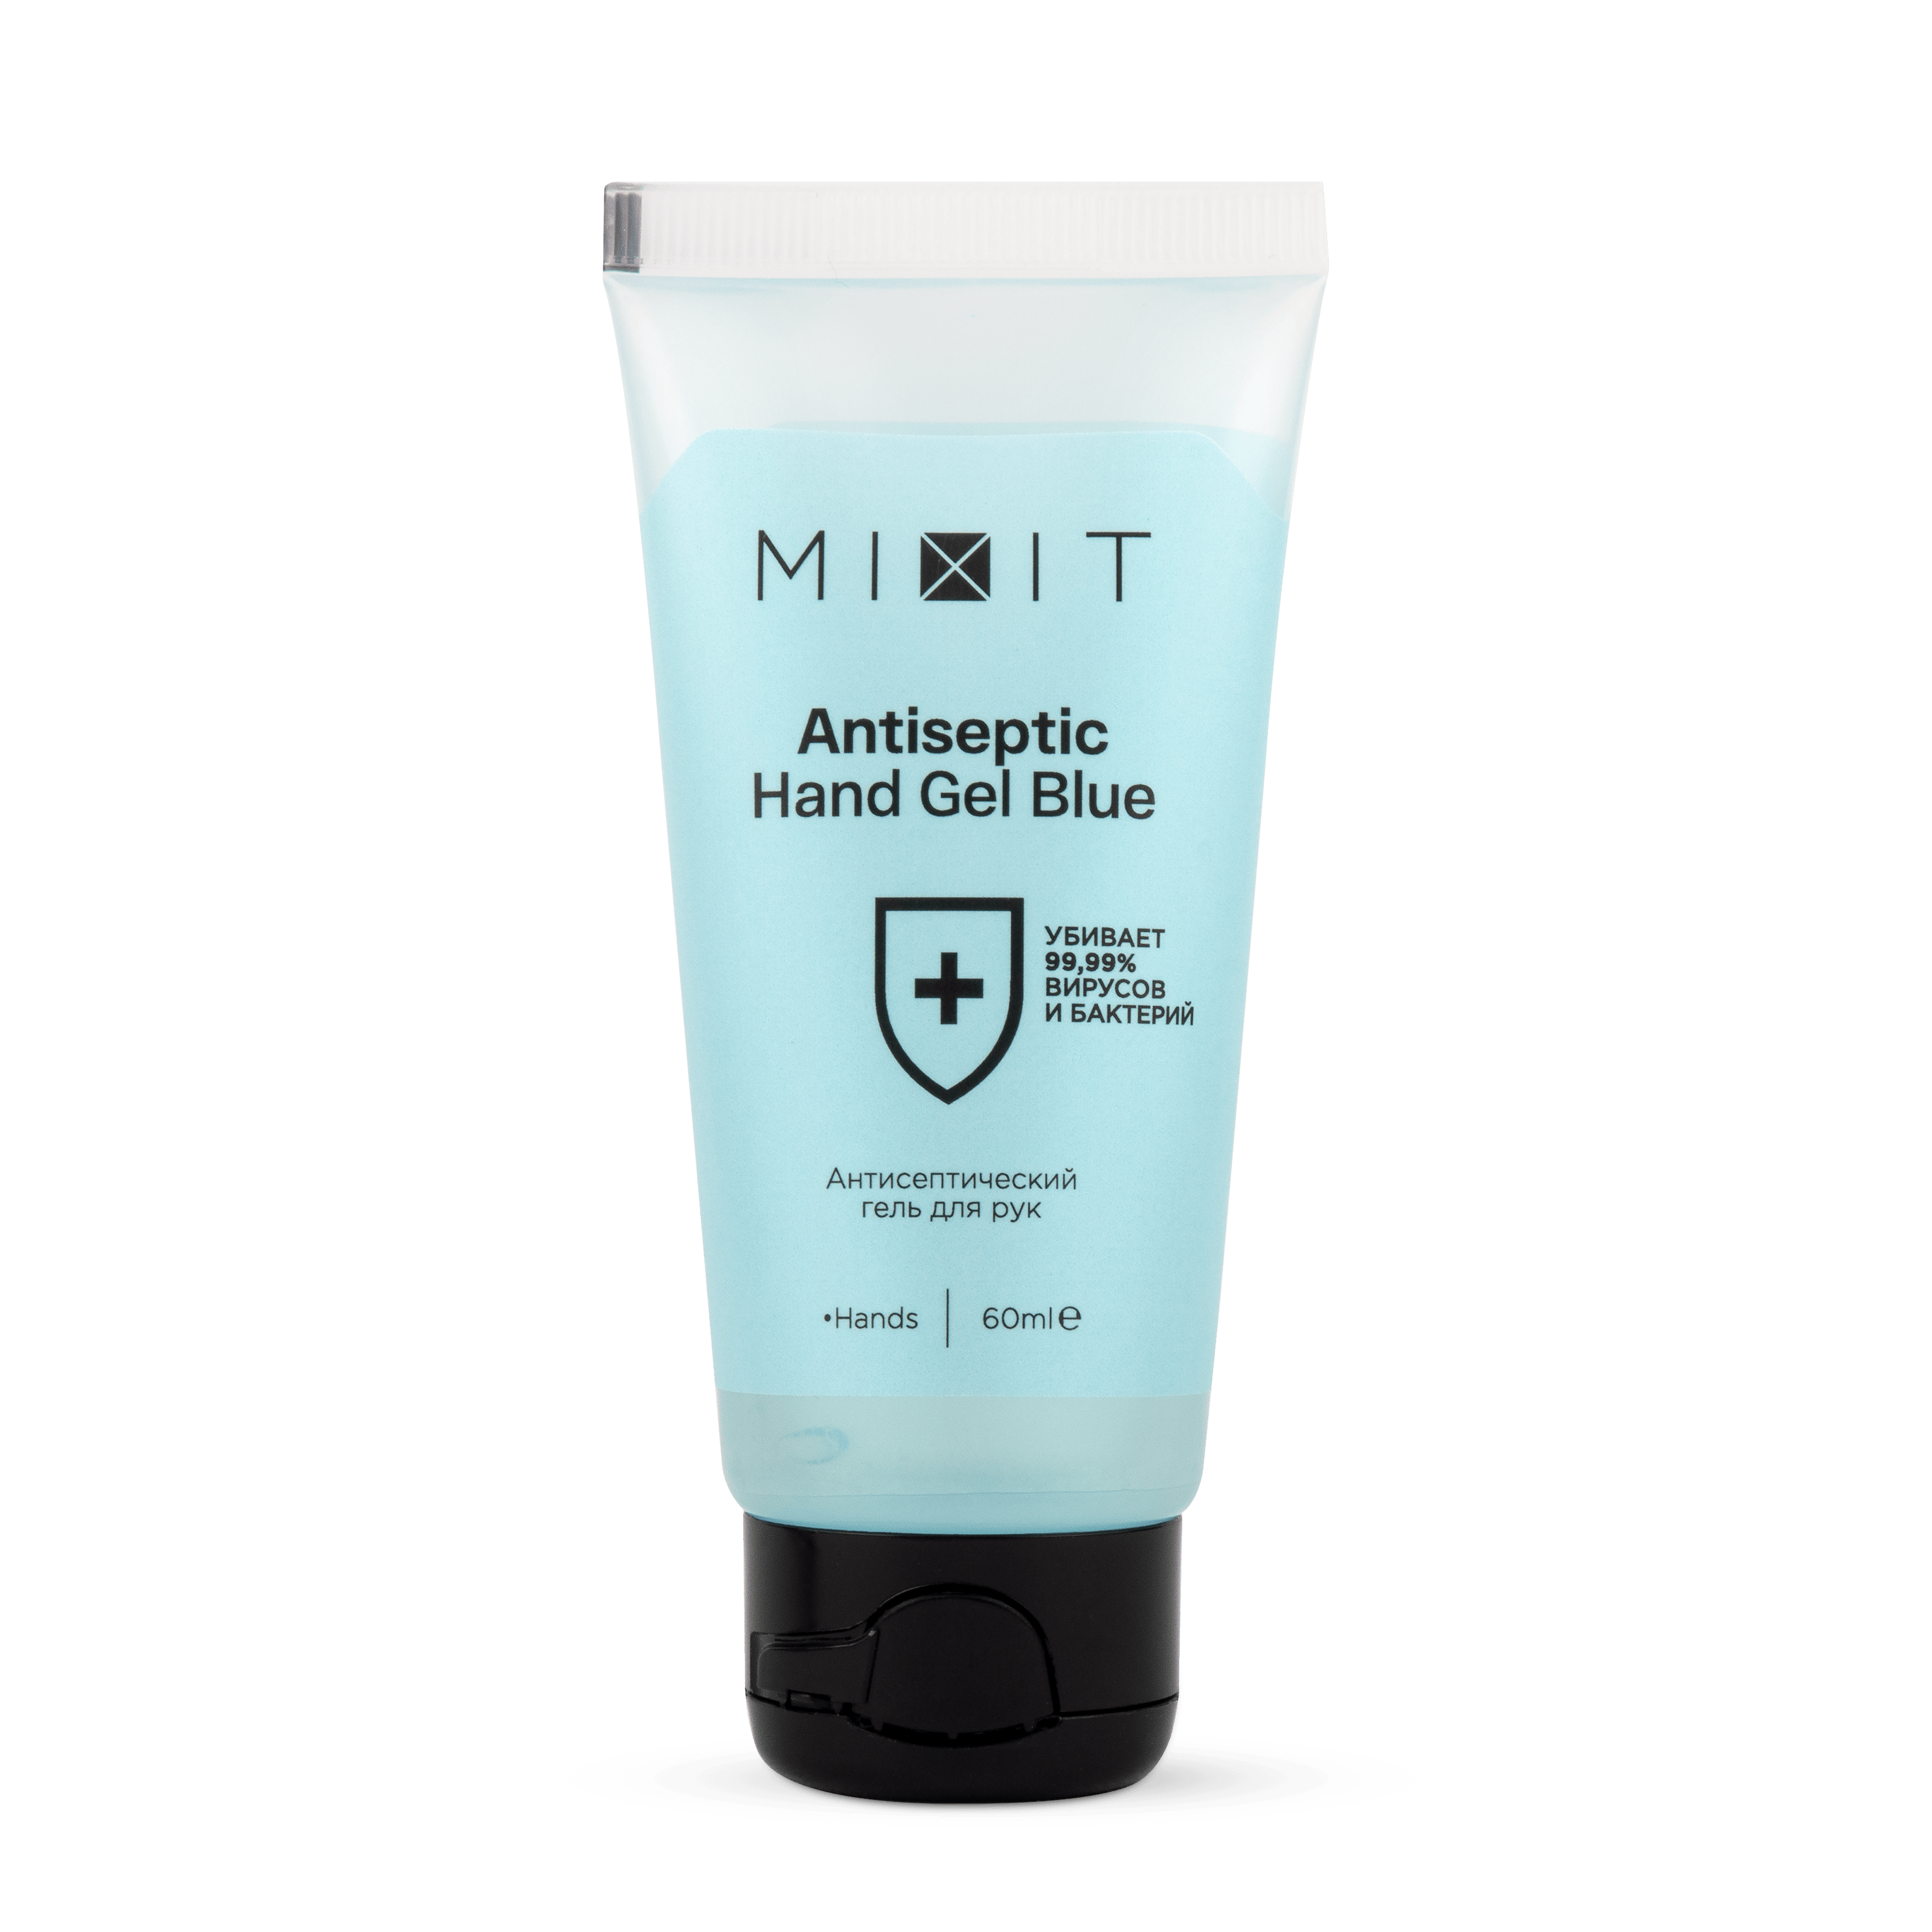 MIXIT
Antiseptic
Hand Gel Blue
УБИВАЕТ
99,99%
ВИРУСОВ
И БАКТЕРИЙ
Антисептический
гель для рук
•Hands | 60ml℮